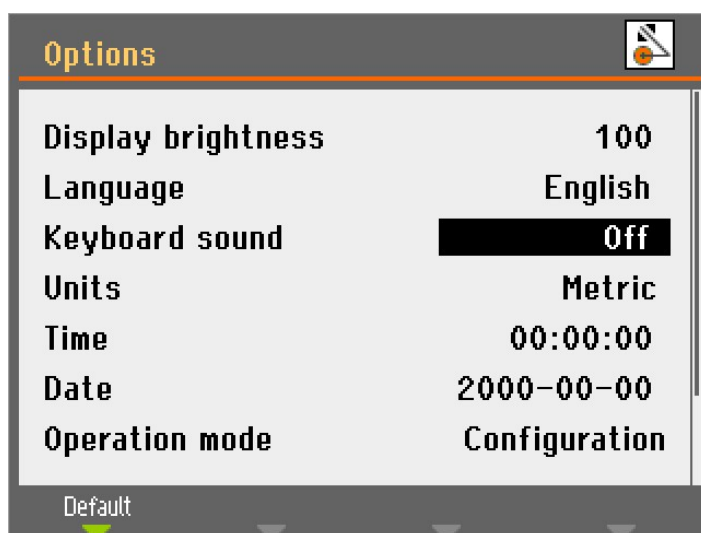 Options
Display brightness 100
Language English
Keyboard sound Off
Units Metric
Time 00:00:00
Date 2000-00-00
Operation mode Configuration
Default